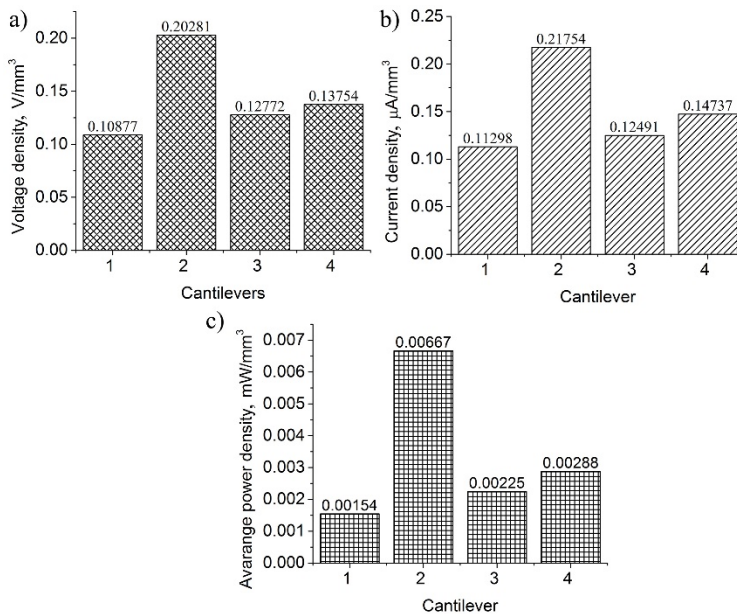 a)
Voltage density, V/mm³
0.20
0.15
0.10
0.05
0.00
0.10877
0.20281
0.12772
0.13754
1 2 3 4
Cantilevers
b)
Current density, μA/mm³
0.25
0.20
0.15
0.10
0.05
0.00
0.11298
0.21754
0.12491
0.14737
1 2 3 4
Cantilever
c)
Avarange power density, mW/mm³
0.007
0.006
0.005
0.004
0.003
0.002
0.001
0.000
0.00154
0.00667
0.00225
0.00288
1 2 3 4
Cantilever